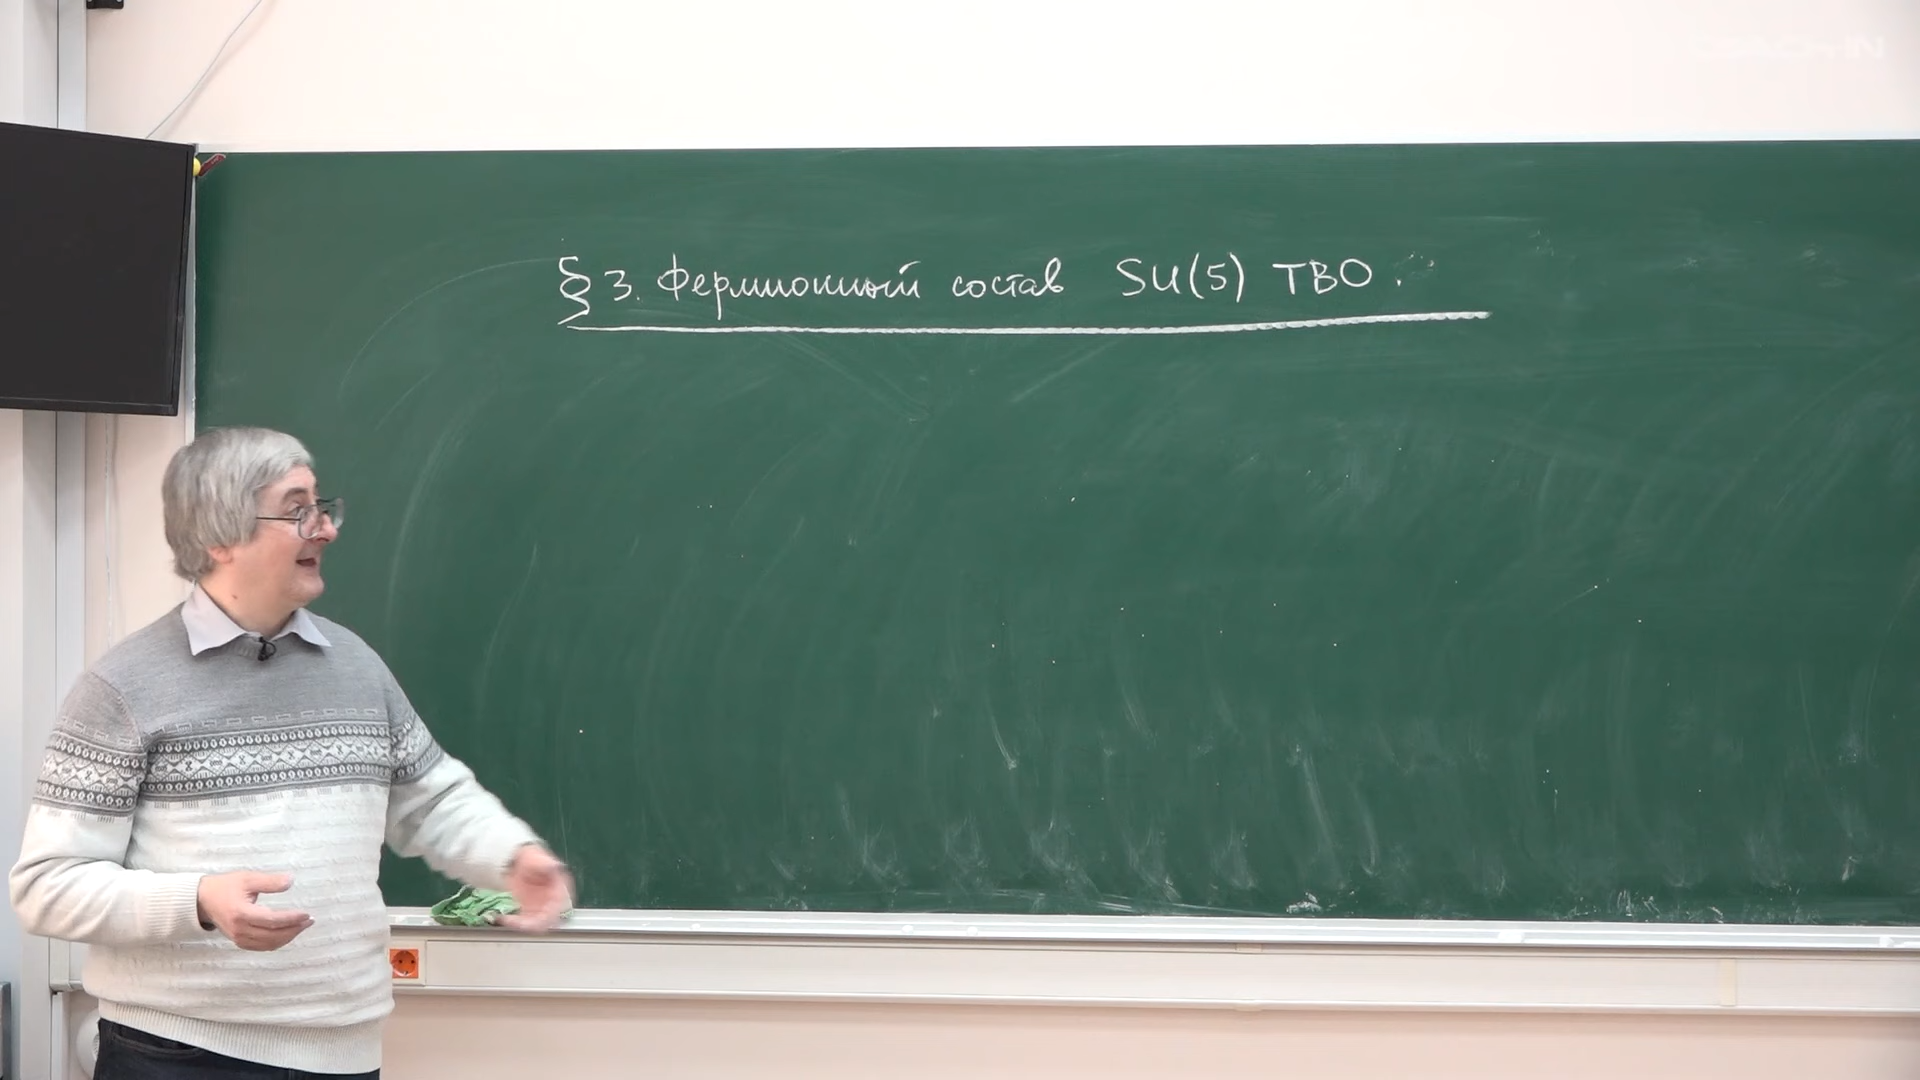 § 3. Фермионный состав SU(5) ТВО.